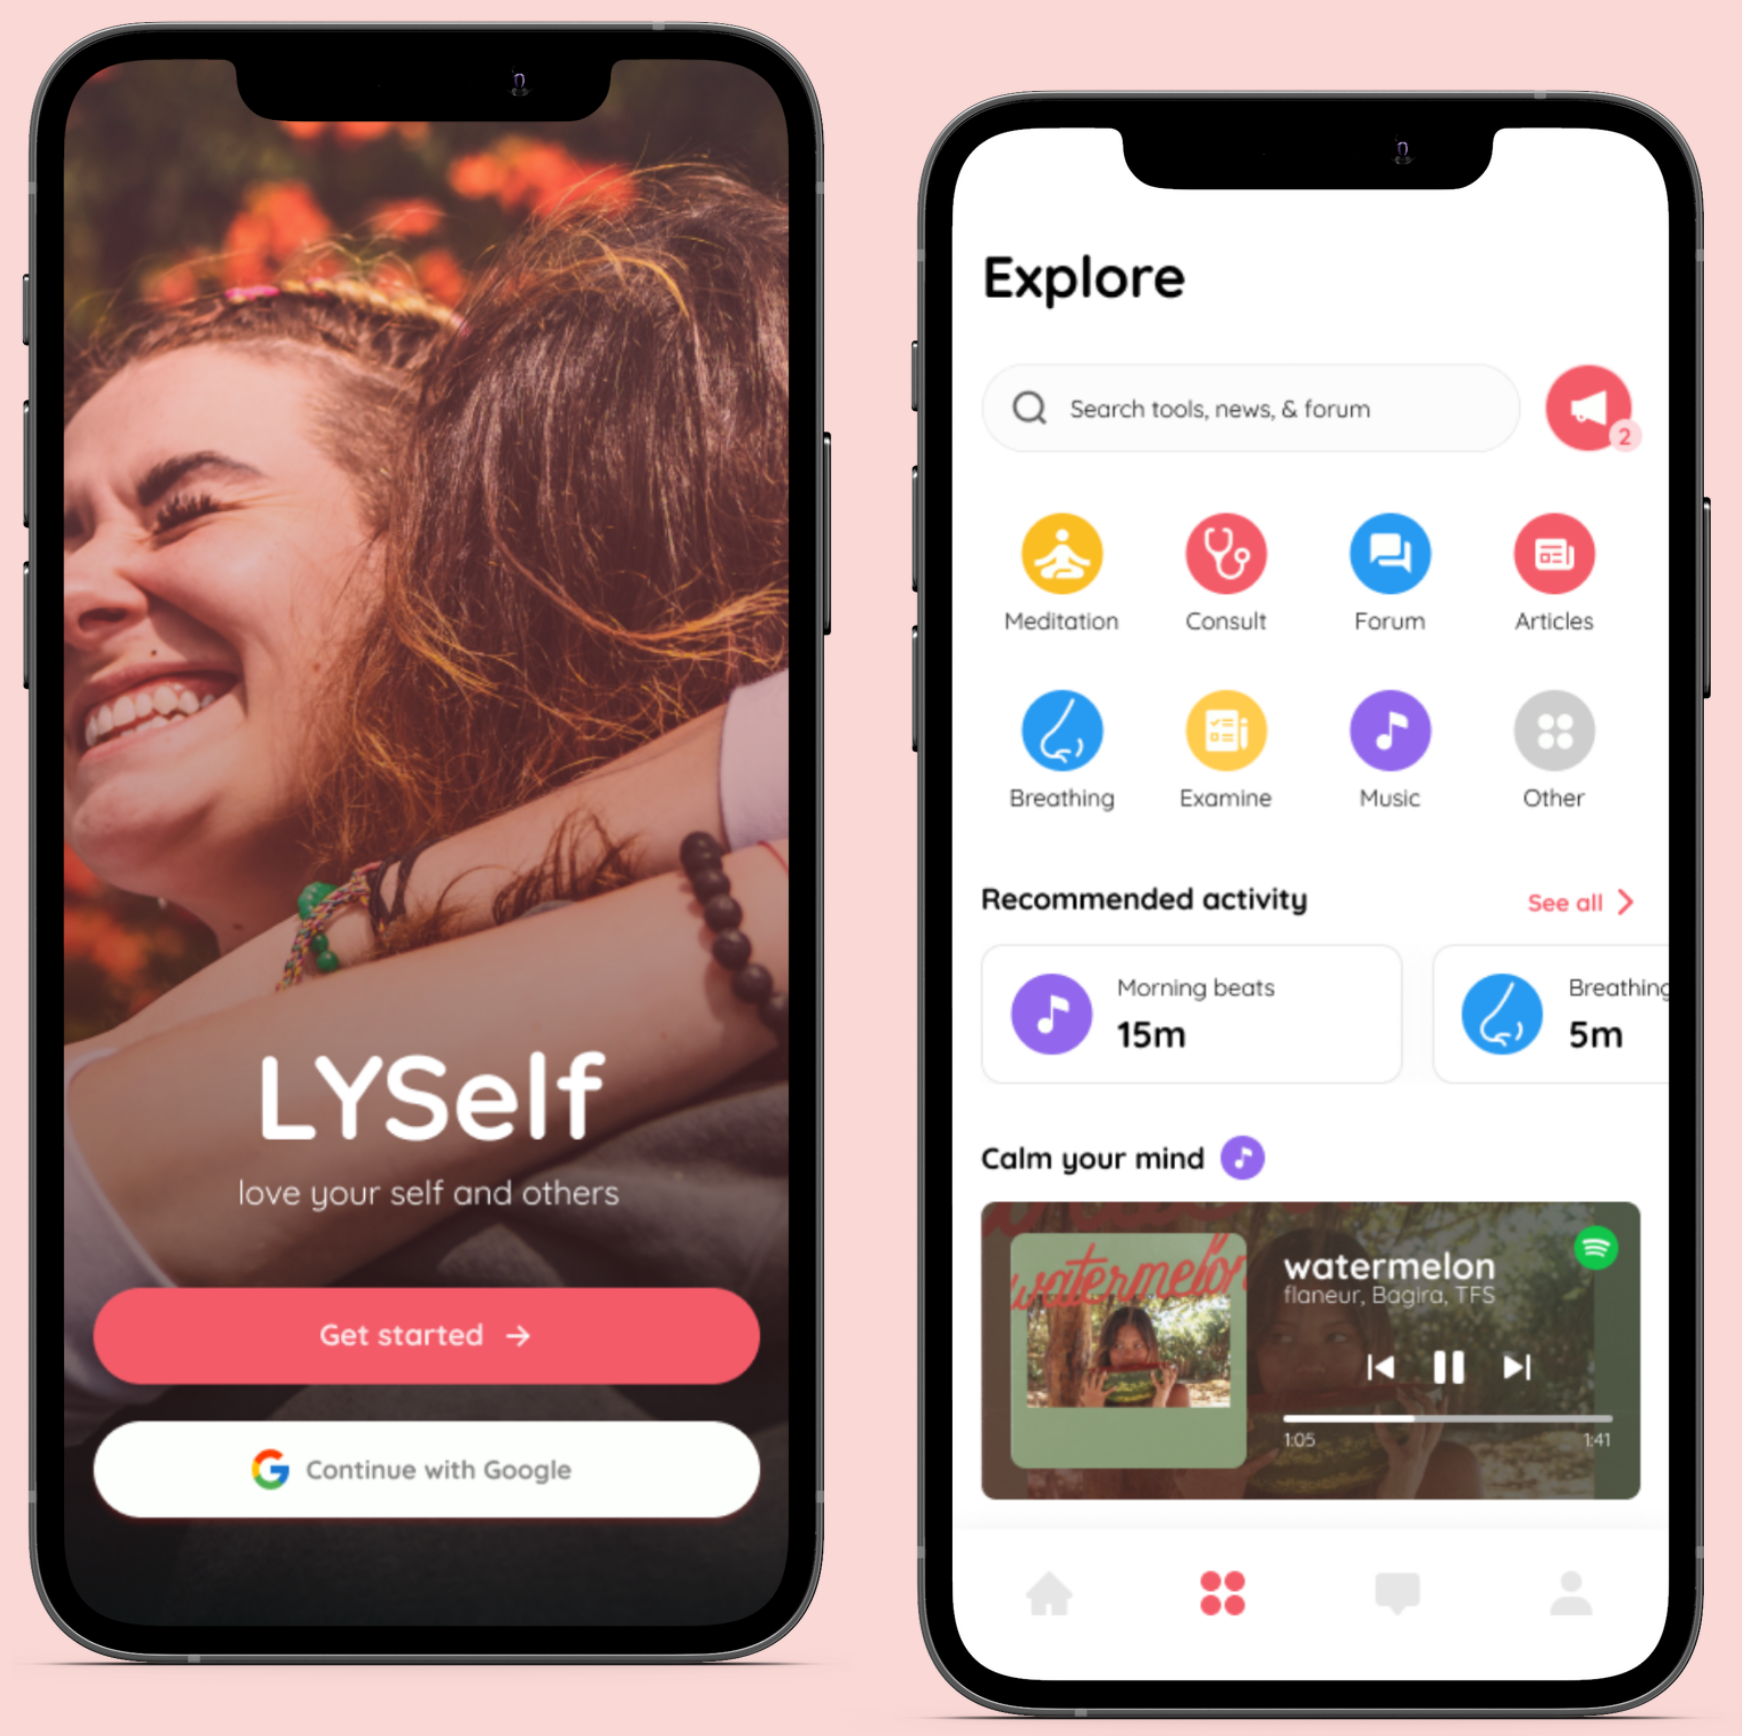 LYSelf
love your self and others
Get started
Continue with Google
Explore
Search tools, news, & forum
2
Meditation
Consult
Forum
Articles
Breathing
Examine
Music
Other
Recommended activity
See all
Morning beats
15m
Breathing
5m
Calm your mind
watermelon
watermelon
flaneur, Bagira, TFS
1:05
1:41